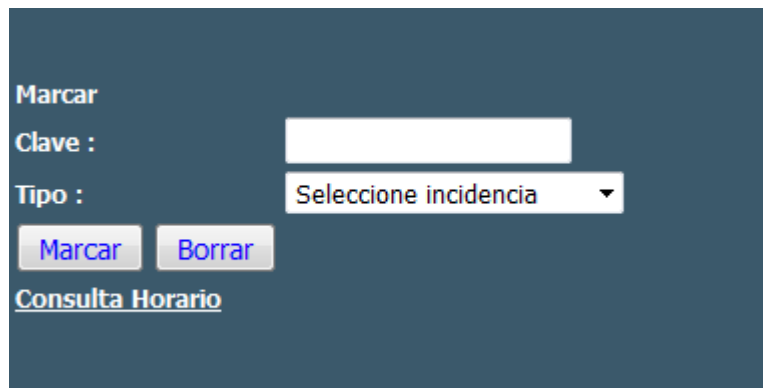 Marcar
Clave :
Tipo : Seleccione incidencia
Marcar Borrar
Consulta Horario